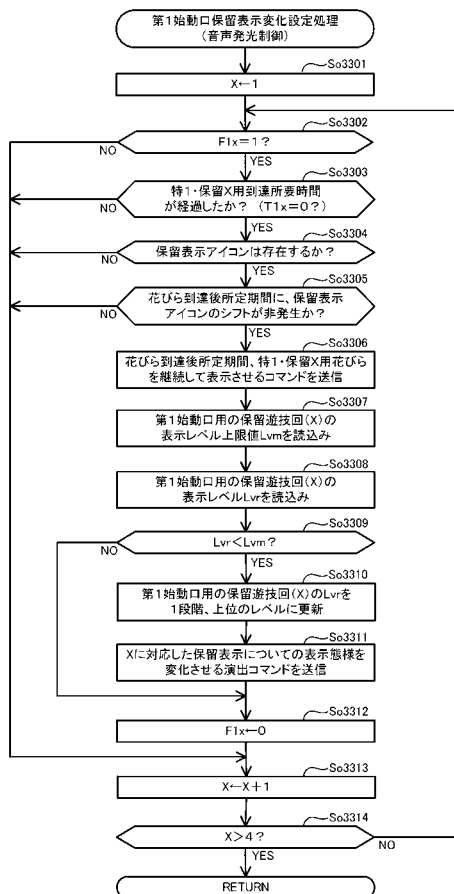 第1始動口保留表示変化設定処理
(音声発光制御)
So3301
X←1
So3302
F1x=1?
NO
YES
So3303
特1・保留X用到達所要時間
が経過したか? (T1x=0?)
NO
YES
So3304
保留表示アイコンは存在するか?
NO
YES
So3305
花びら到達後所定期間に、保留表示
アイコンのシフトが非発生か?
NO
YES
So3306
花びら到達後所定期間、特1・保留X用花びら
を継続して表示させるコマンドを送信
So3307
第1始動口用の保留遊技回(X)の
表示レベル上限値Lvmを読込み
So3308
第1始動口用の保留遊技回(X)の
表示レベルLvrを読込み
So3309
Lvr<Lvm?
NO
YES
So3310
第1始動口用の保留遊技回(X)のLvrを
1段階、上位のレベルに更新
So3311
Xに対応した保留表示についての表示態様を
変化させる演出コマンドを送信
So3312
F1x←0
So3313
X←X+1
So3314
X>4?
NO
YES
RETURN